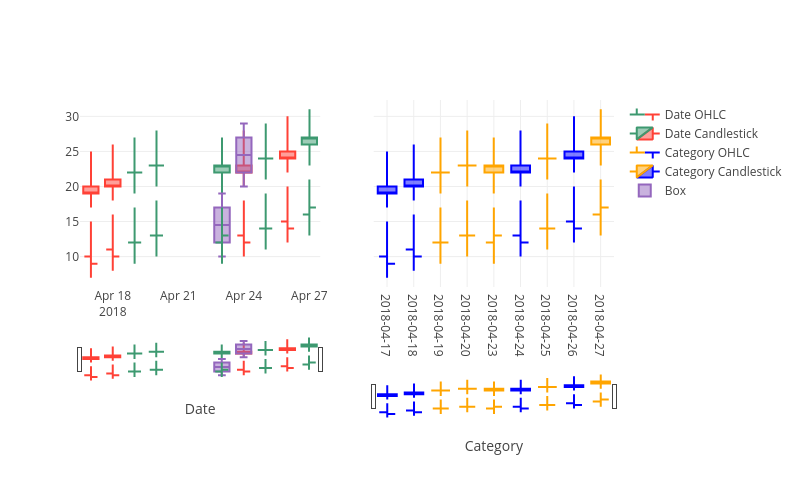 30
25
20
15
10
Apr 18
2018
Apr 21
Apr 24
Apr 27
Date
2018-04-17
2018-04-18
2018-04-19
2018-04-20
2018-04-23
2018-04-24
2018-04-25
2018-04-26
2018-04-27
Category
Date OHLC
Date Candlestick
Category OHLC
Category Candlestick
Box